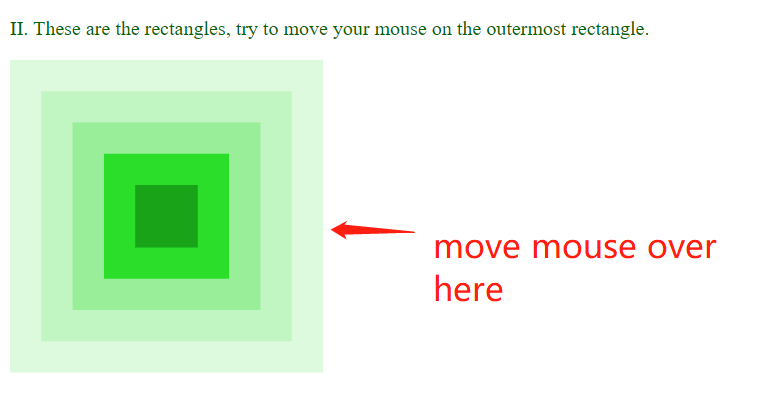 II. These are the rectangles, try to move your mouse on the outermost rectangle.
move mouse over
here